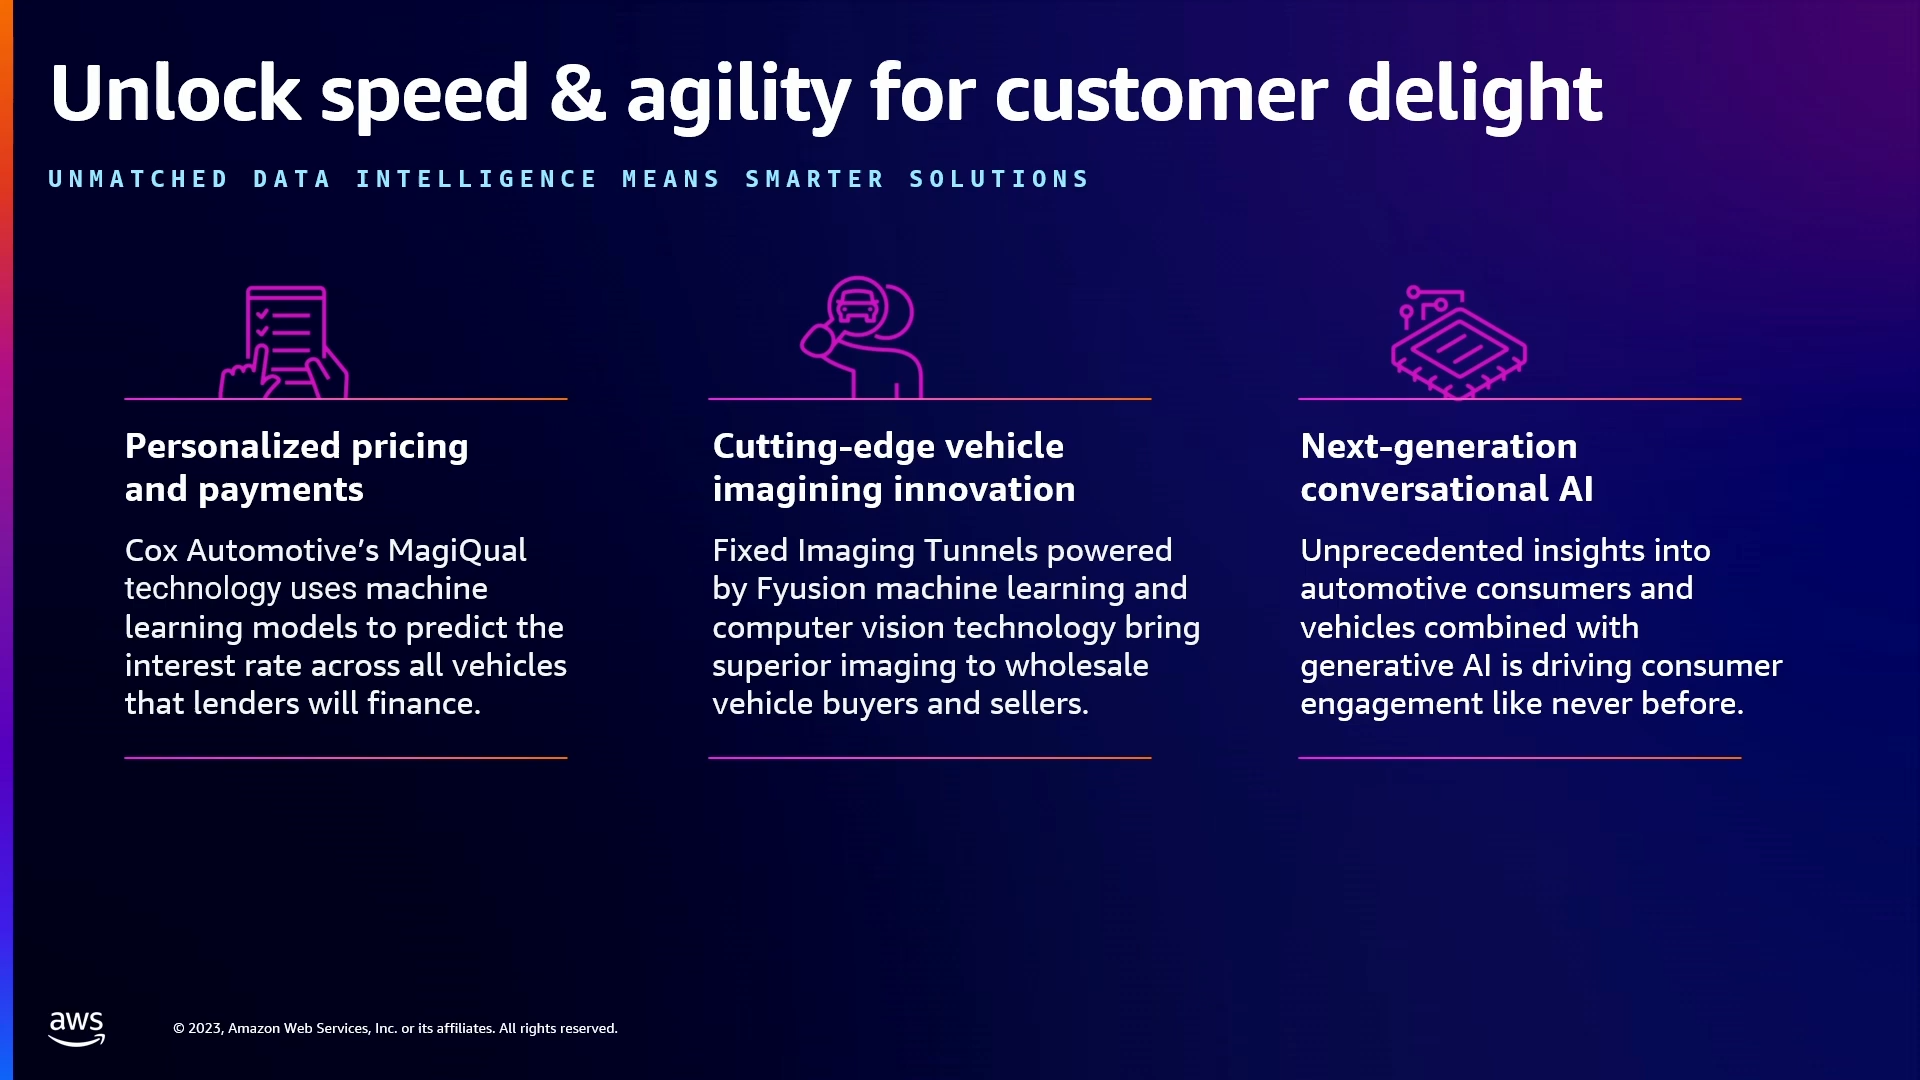 Unlock speed & agility for customer delight
UNMATCHED DATA INTELLIGENCE MEANS SMARTER SOLUTIONS
Personalized pricing
and payments
Cox Automotive’s MagiQual
technology uses machine
learning models to predict the
interest rate across all vehicles
that lenders will finance.
Cutting-edge vehicle
imagining innovation
Fixed Imaging Tunnels powered
by Fyusion machine learning and
computer vision technology bring
superior imaging to wholesale
vehicle buyers and sellers.
Next-generation
conversational AI
Unprecedented insights into
automotive consumers and
vehicles combined with
generative AI is driving consumer
engagement like never before.
aws
© 2023, Amazon Web Services, Inc. or its affiliates. All rights reserved.